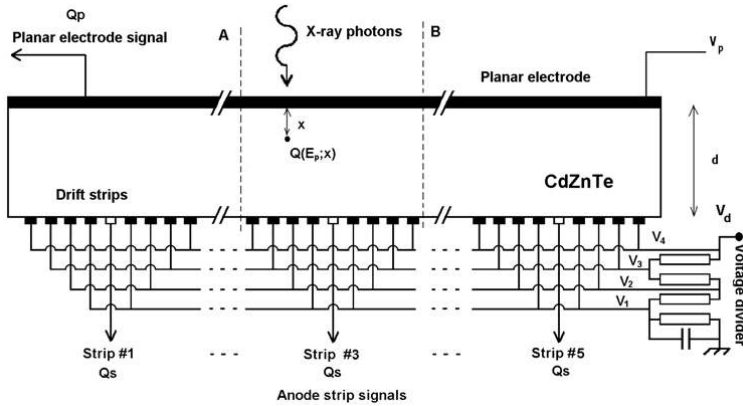 Qp
Planar electrode signal
A
X-ray photons
B
Vp
Planar electrode
x
Q(Ep;x)
d
CdZnTe
Drift strips
Vd
V4
V3
V2
V1
Voltage divider
Strip #1
Qs
Strip #3
Qs
Strip #5
Qs
Anode strip signals